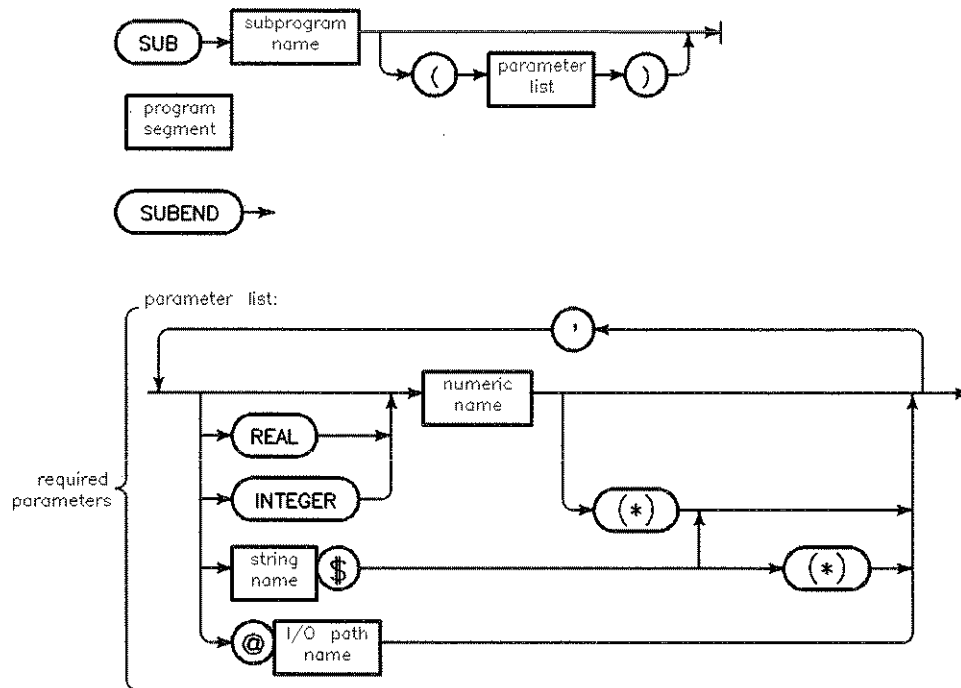 SUB
subprogram
name
(
parameter
list
)
program
segment
SUBEND
parameter list:
,
numeric
name
REAL
required
parameters
INTEGER
(*)
string
name
$
(*)
@
I/O path
name